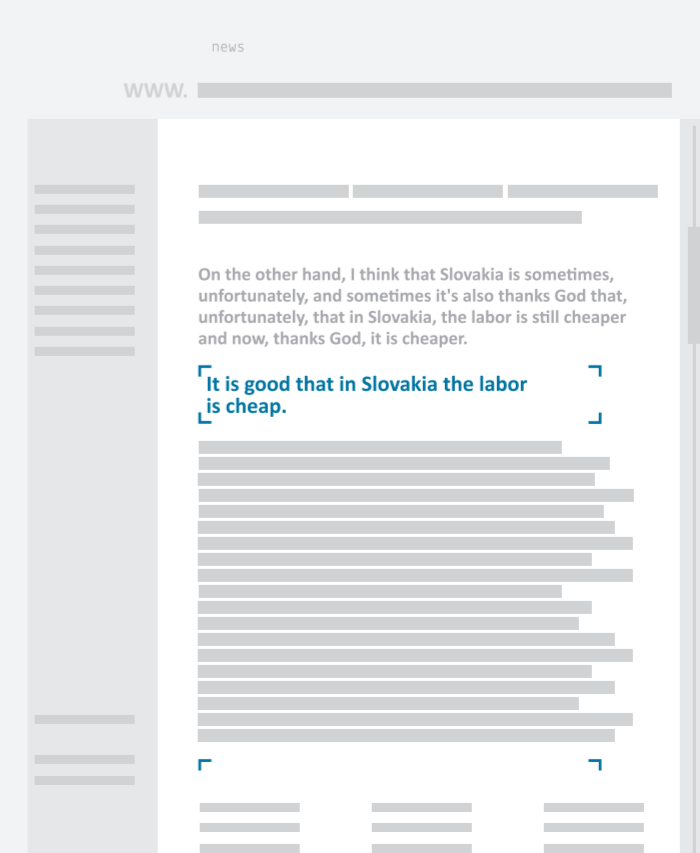 news
www.
On the other hand, I think that Slovakia is sometimes,
unfortunately, and sometimes it's also thanks God that,
unfortunately, that in Slovakia, the labor is still cheaper
and now, thanks God, it is cheaper.
It is good that in Slovakia the labor
is cheap.